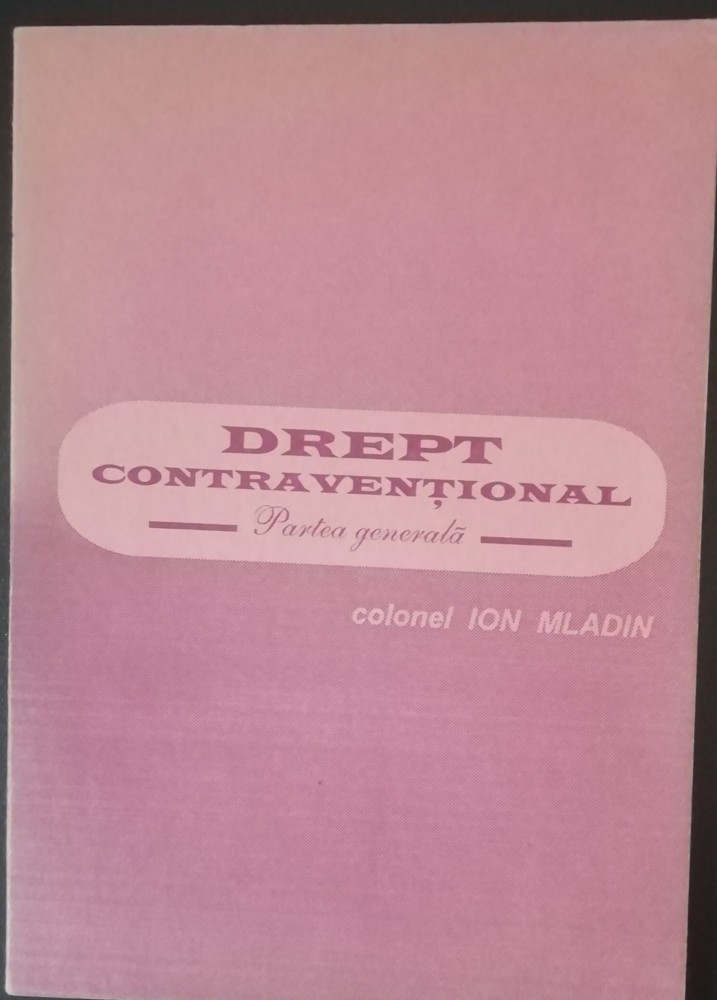 DREPT
CONTRAVENȚIONAL
Partea generală
colonel ION MLADIN